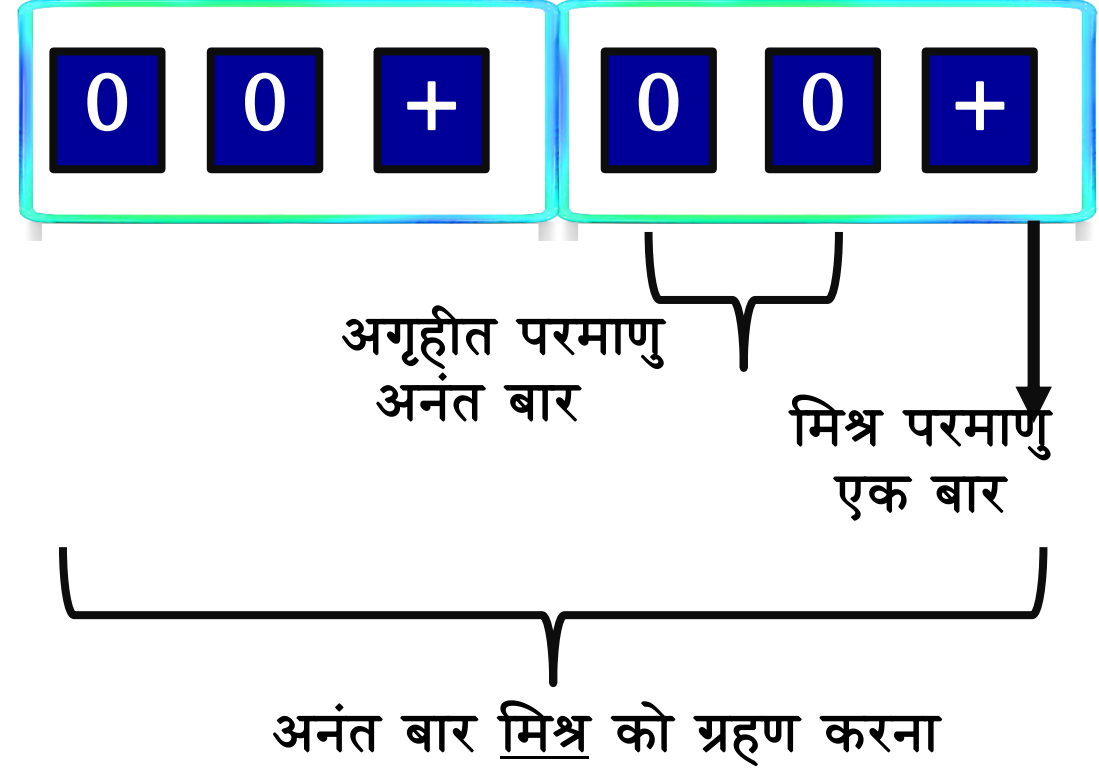 0 0 + 0 0 +
अगृहीत परमाणु
अनंत बार
मिश्र परमाणु
एक बार
अनंत बार मिश्र को ग्रहण करना